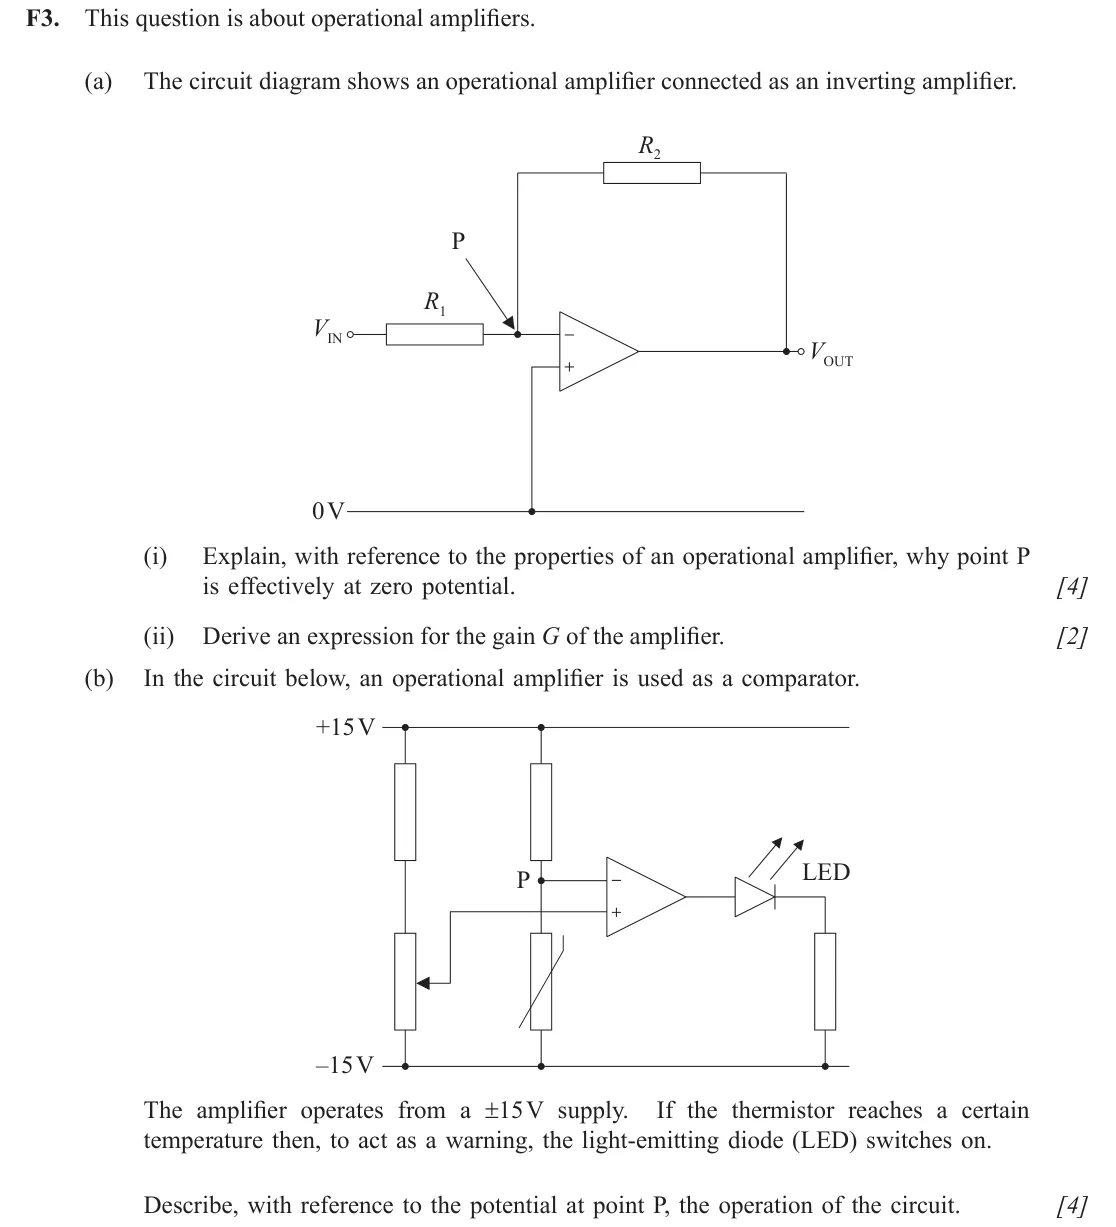 F3. This question is about operational amplifiers.
(a) The circuit diagram shows an operational amplifier connected as an inverting amplifier.
R2
P
R1
VIN
−
+
VOUT
0V
(i) Explain, with reference to the properties of an operational amplifier, why point P
is effectively at zero potential. [4]
(ii) Derive an expression for the gain G of the amplifier. [2]
(b) In the circuit below, an operational amplifier is used as a comparator.
+15V
P
−
LED
+
–15V
The amplifier operates from a ±15V supply. If the thermistor reaches a certain
temperature then, to act as a warning, the light-emitting diode (LED) switches on.
Describe, with reference to the potential at point P, the operation of the circuit. [4]